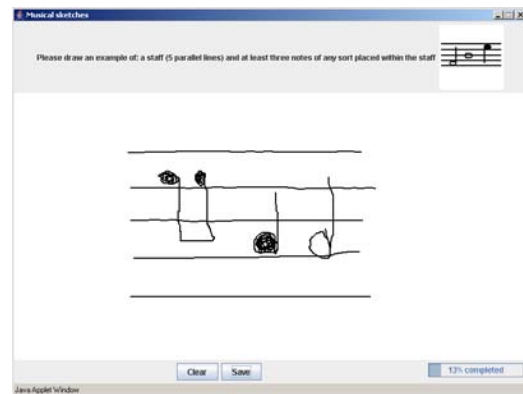 Musical sketches
Please draw an example of: a staff (5 parallel lines) and at least three notes of any sort placed within the staff
Clear Save 13% completed
Java Applet Window